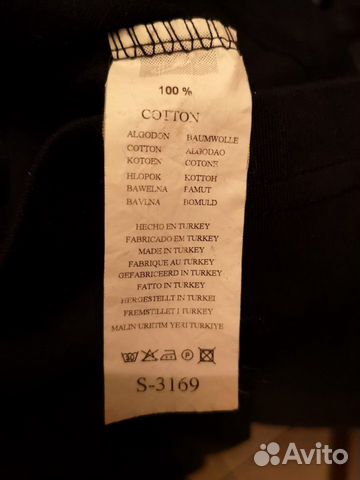 100 %
COTTON
ALGODON BAUMWOLLE
COTTON ALGODAO
KOTOEN COTONE
HLOPOK KOTTOH
BAWELNA PAMUT
BAVLNA BOMULD
HECHO EN TURKEY
FABRICADO EM TURKEY
MADE IN TURKEY
FABRIQUE AU TURKEY
GEFABRICEERD IN TURKEY
FATTO IN TURKEY
HERGESTELLT IN TURKEI
FREMSTILLET I TURKEY
MALIN URETIM YERI TURKIYE
S-3169
Avito